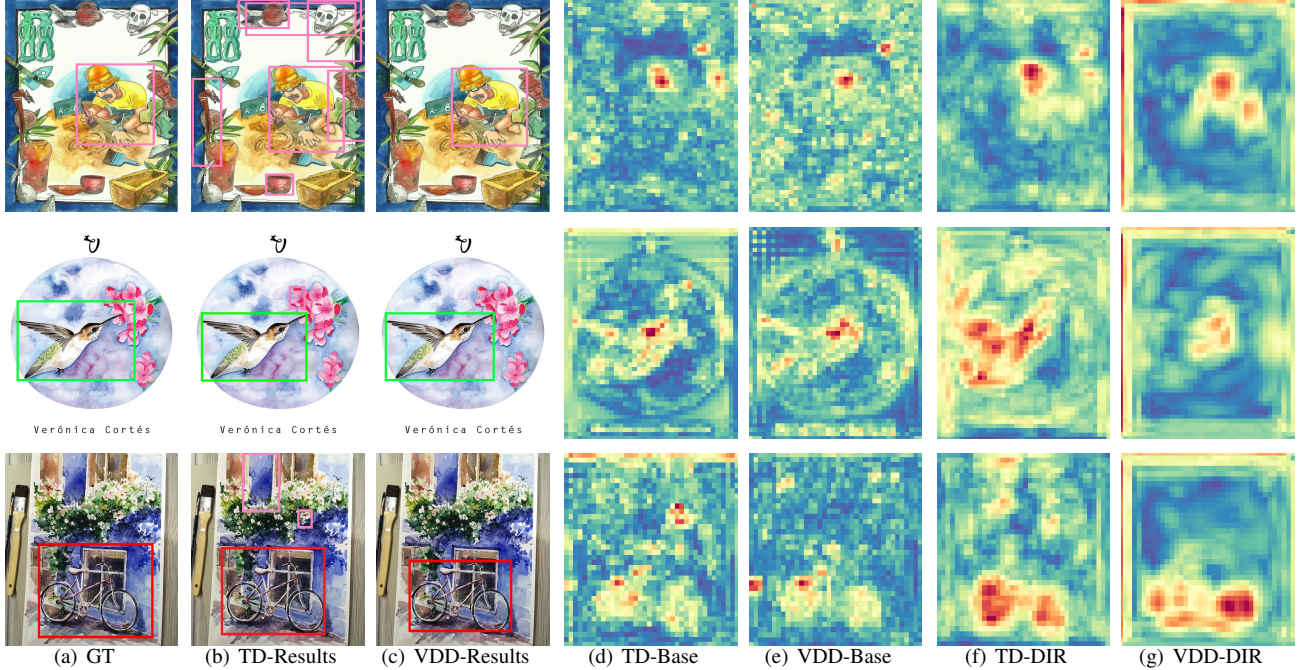 Verónica Cortés
Verónica Cortés
Verónica Cortés
(a) GT
(b) TD-Results
(c) VDD-Results
(d) TD-Base
(e) VDD-Base
(f) TD-DIR
(g) VDD-DIR